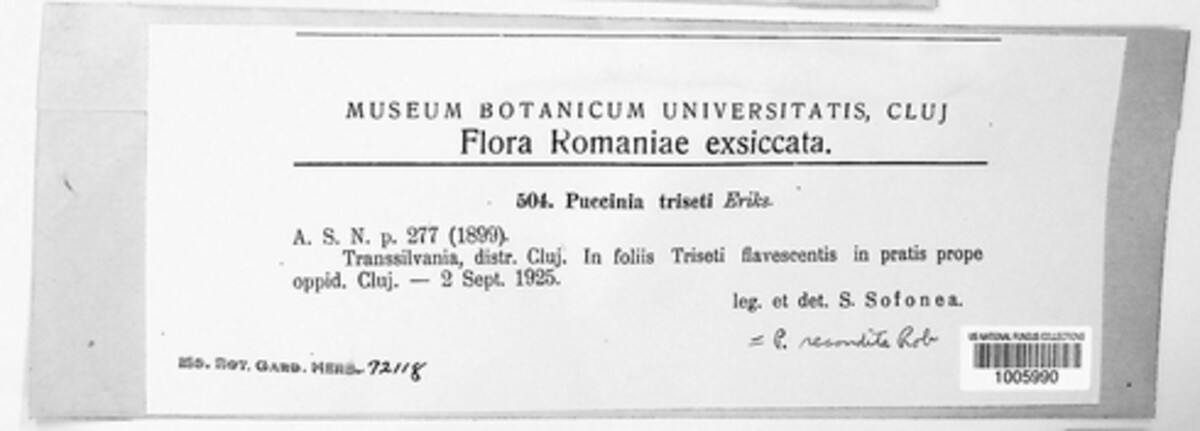 MUSEUM BOTANICUM UNIVERSITATIS, CLUJ
Flora Romaniae exsiccata.
504. Puccinia triseti Eriks.
A. S. N. p. 277 (1899).
Transsilvania, distr. Cluj. In foliis Triseti flavescentis in pratis prope
oppid. Cluj. — 2 Sept. 1925.
leg. et det. S. Sofonea.
= P. recondita Rob
US NATIONAL FUNGUS COLLECTIONS
1005990
BOT. GARD. HERB. 72118